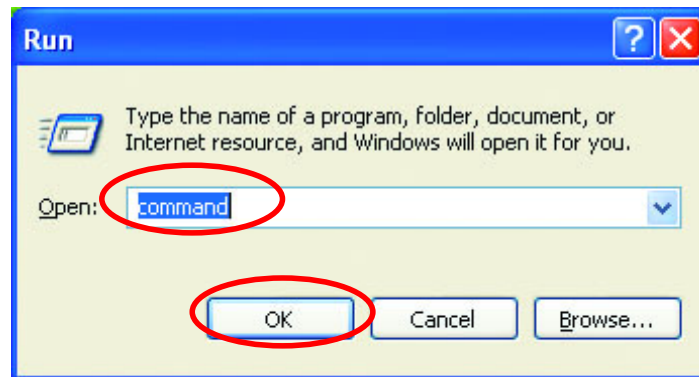 Run
Type the name of a program, folder, document, or
Internet resource, and Windows will open it for you.
Open: command
OK Cancel Browse...